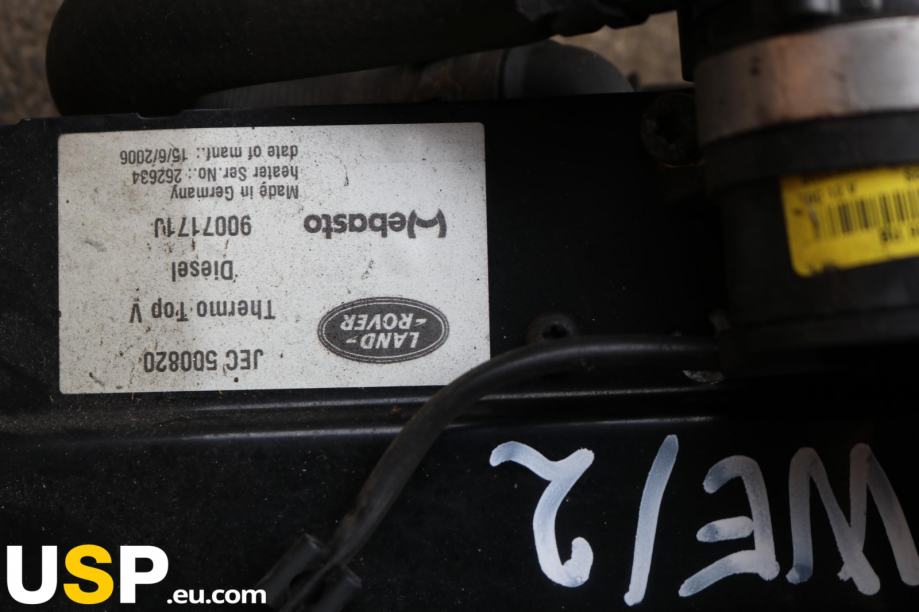 JEC 500820
LAND-
-ROVER
Thermo Top V
Diesel
Webasto
9007171J
Made in Germany
heater Ser.No.: 262634
date of manf.: 15/6/2006
WE/2
USP.eu.com